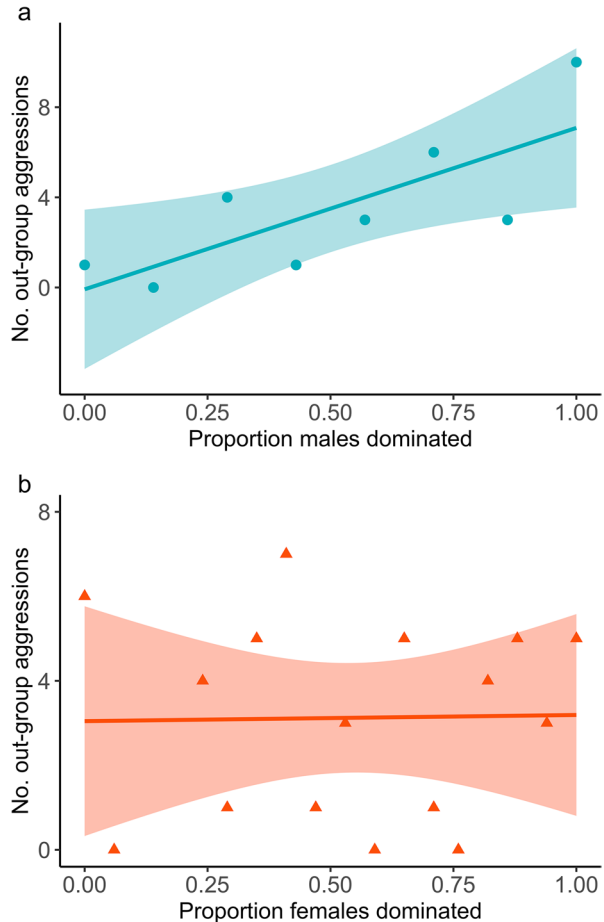 a
No. out-group aggressions
8
4
0
0.00 0.25 0.50 0.75 1.00
Proportion males dominated
b
No. out-group aggressions
8
4
0
0.00 0.25 0.50 0.75 1.00
Proportion females dominated